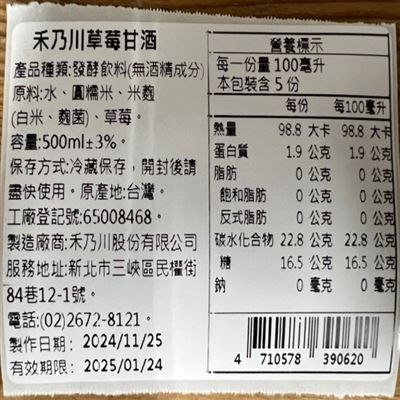 禾乃川草莓甘酒
產品種類:發酵飲料(無酒精成分)
原料:水、圓糯米、米麴
(白米、麴菌)、草莓。
容量:500ml±3%。
保存方式:冷藏保存，開封後請
盡快使用。原產地:台灣。
工廠登記號:65008468。
製造廠商:禾乃川股份有限公司
服務地址:新北市三峽區民權街
84巷12-1號。
電話:(02)2672-8121。
製作日期: 2024/11/25
有效期限: 2025/01/24
營養標示
每一份量 100毫升
本包裝含 5 份
每份 每100毫升
熱量 98.8 大卡 98.8 大卡
蛋白質 1.9 公克 1.9 公克
脂肪 0 公克 0 公克
飽和脂肪 0 公克 0 公克
反式脂肪 0 公克 0 公克
碳水化合物 22.8 公克 22.8 公克
糖 16.5 公克 16.5 公克
鈉 0 毫克 0 毫克
4 710578 390620